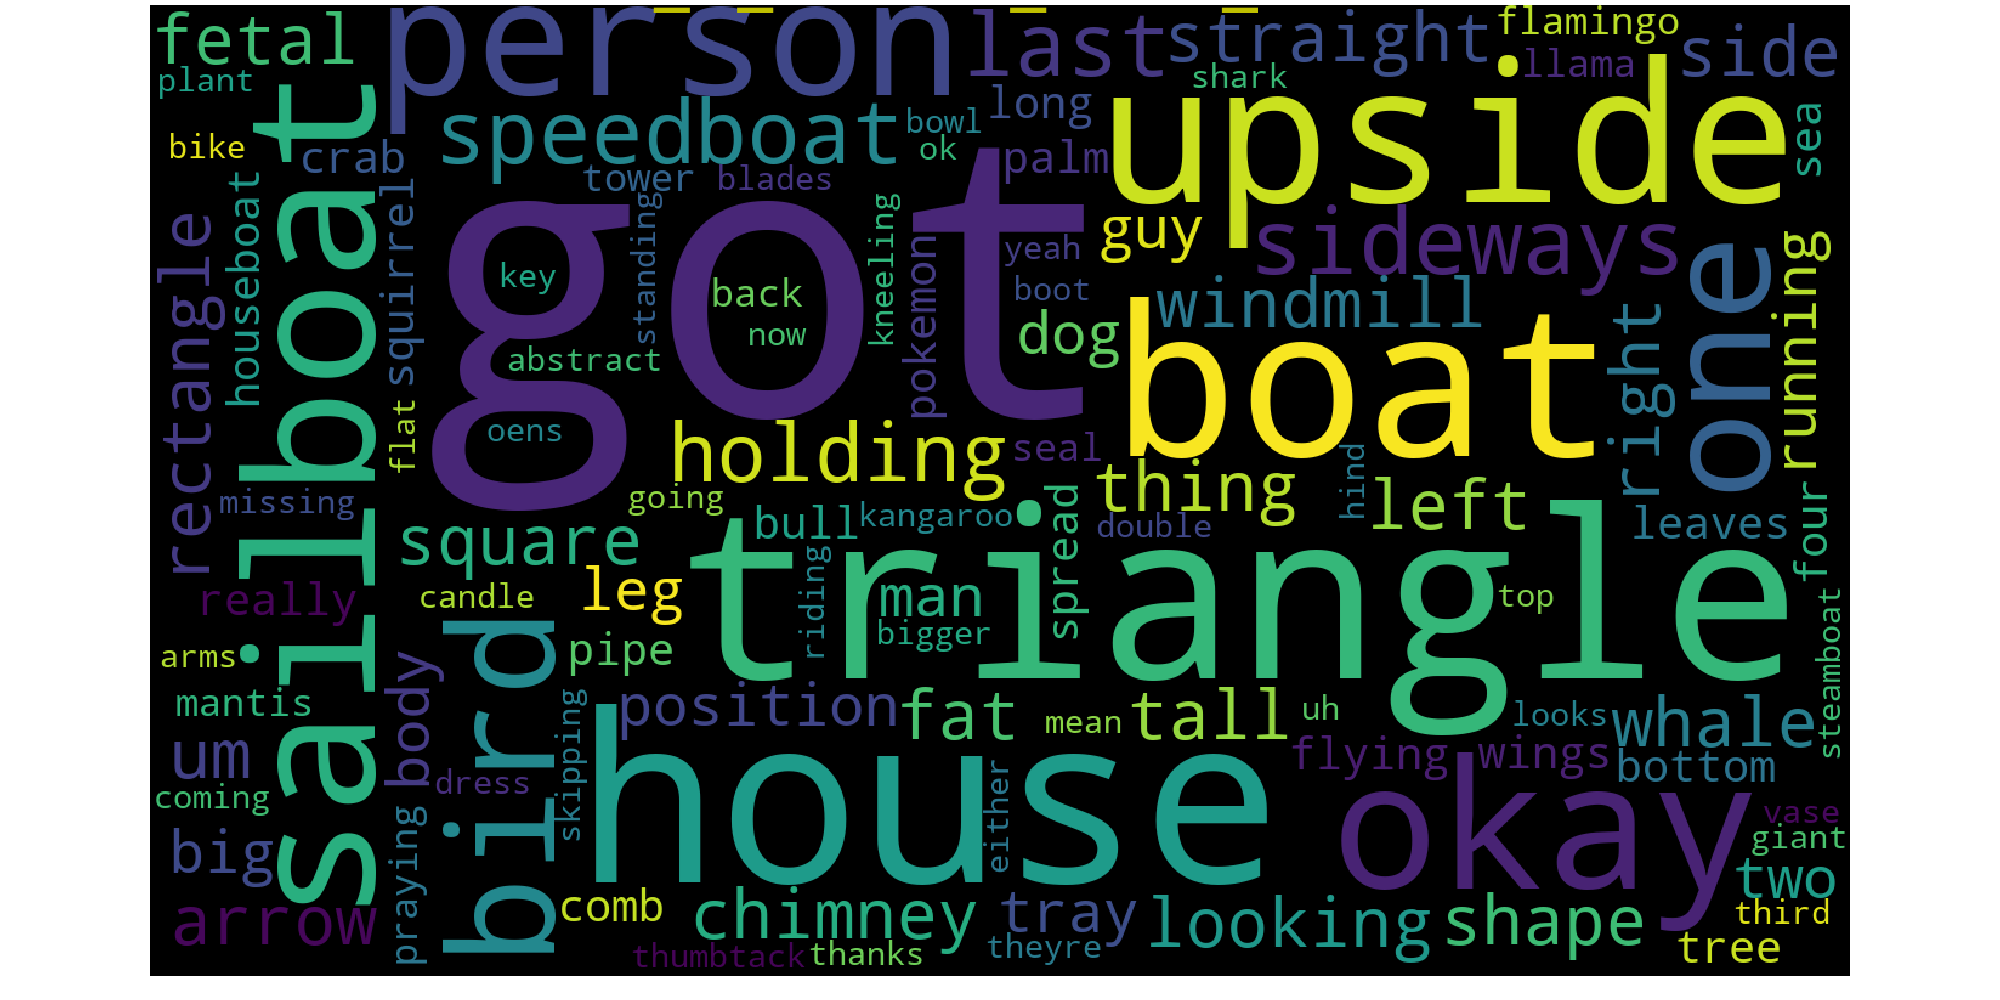 fetal
person
last
straight
flamingo
side
plant
shark
llama
upside
bike
crab
speedboat
bowl
long
ok
palm
sea
tower
blades
sailboat
houseboat
rectangle
squirrel
standing
got
kneeling
pokemon
yeah
guy
sideways
running
one
key
back
boot
windmill
now
dog
boat
right
abstract
flat
oens
holding
seal
thing
hind
left
missing
going
bull
kangaroo
spread
double
leaves
four
square
triangle
really
candle
leg
riding
man
top
steamboat
bigger
arms
pipe
body
bird
mantis
skipping
position
fat
mean
tall
uh
looks
whale
um
house
flying
wings
bottom
dress
coming
praying
either
okay
vase
big
giant
two
arrow
comb
chimney
tray
looking
shape
third
tree
thumbtack
thanks
theyre